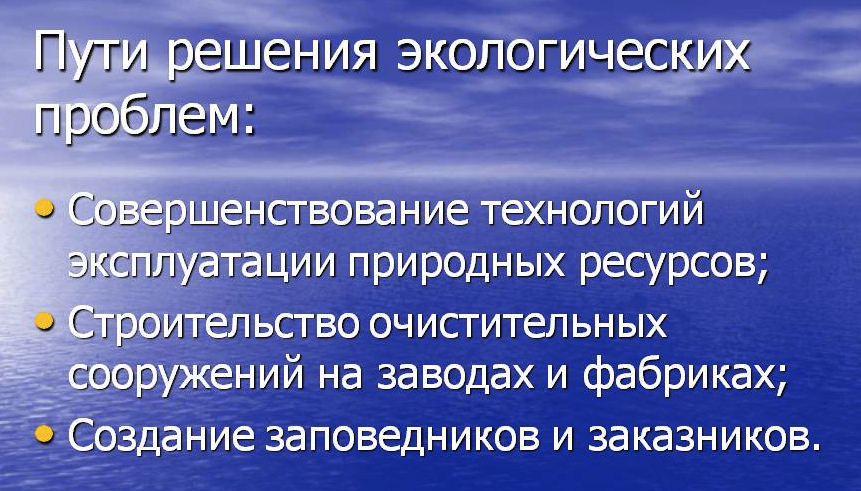 Пути решения экологических
проблем:
• Совершенствование технологий
эксплуатации природных ресурсов;
• Строительство очистительных
сооружений на заводах и фабриках;
• Создание заповедников и заказников.